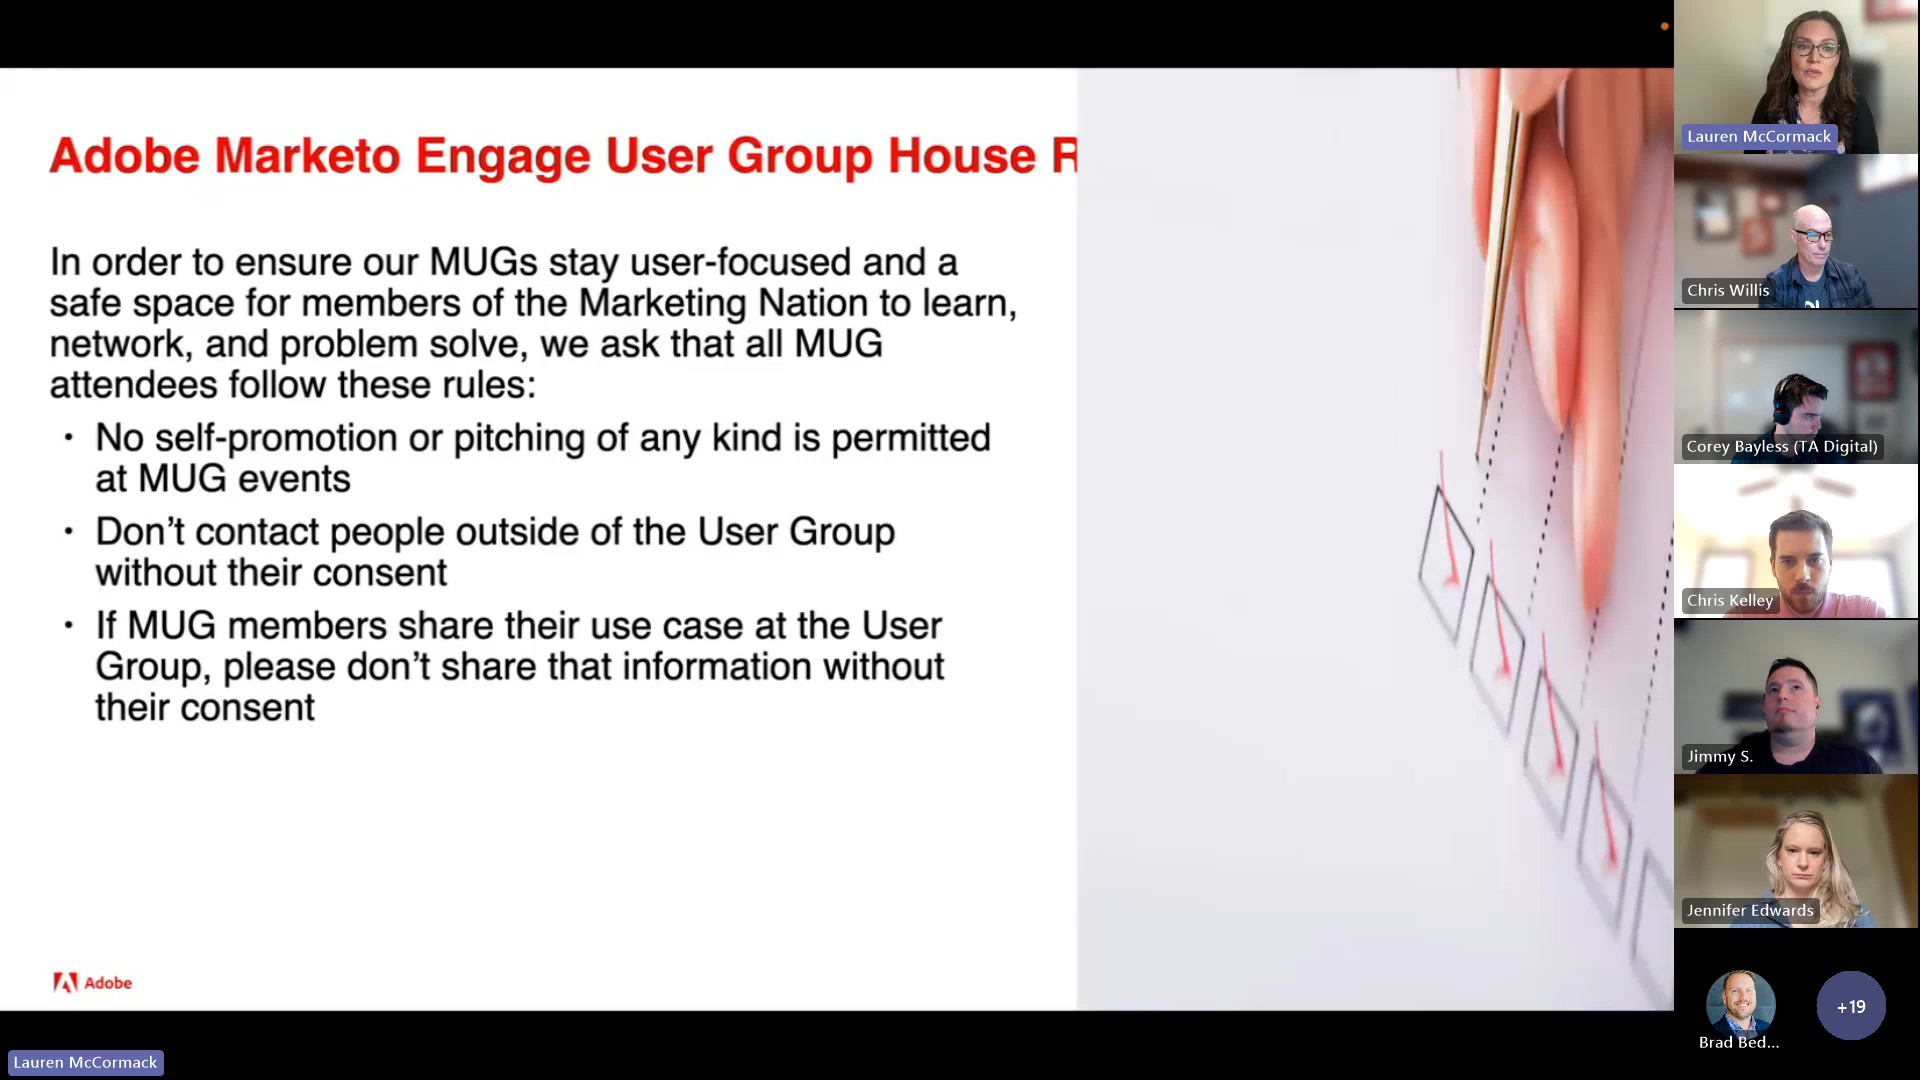 Adobe Marketo Engage User Group House R
In order to ensure our MUGs stay user-focused and a
safe space for members of the Marketing Nation to learn,
network, and problem solve, we ask that all MUG
attendees follow these rules:
• No self-promotion or pitching of any kind is permitted
at MUG events
• Don’t contact people outside of the User Group
without their consent
• If MUG members share their use case at the User
Group, please don’t share that information without
their consent
Adobe
Lauren McCormack
Lauren McCormack
Chris Willis
Corey Bayless (TA Digital)
Chris Kelley
Jimmy S.
Jennifer Edwards
Brad Bed...
+19